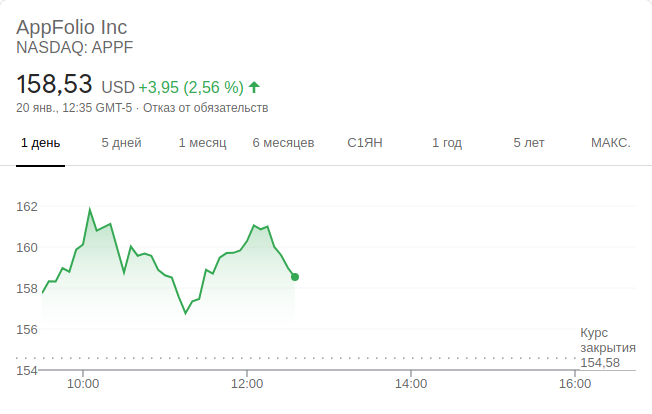 AppFolio Inc
NASDAQ: APPF
158,53 USD +3,95 (2,56 %)
20 янв., 12:35 GMT-5 · Отказ от обязательств
1 день 5 дней 1 месяц 6 месяцев С1ЯН 1 год 5 лет МАКС.
162
160
158
156
Курс
закрытия
154,58
154
10:00 12:00 14:00 16:00